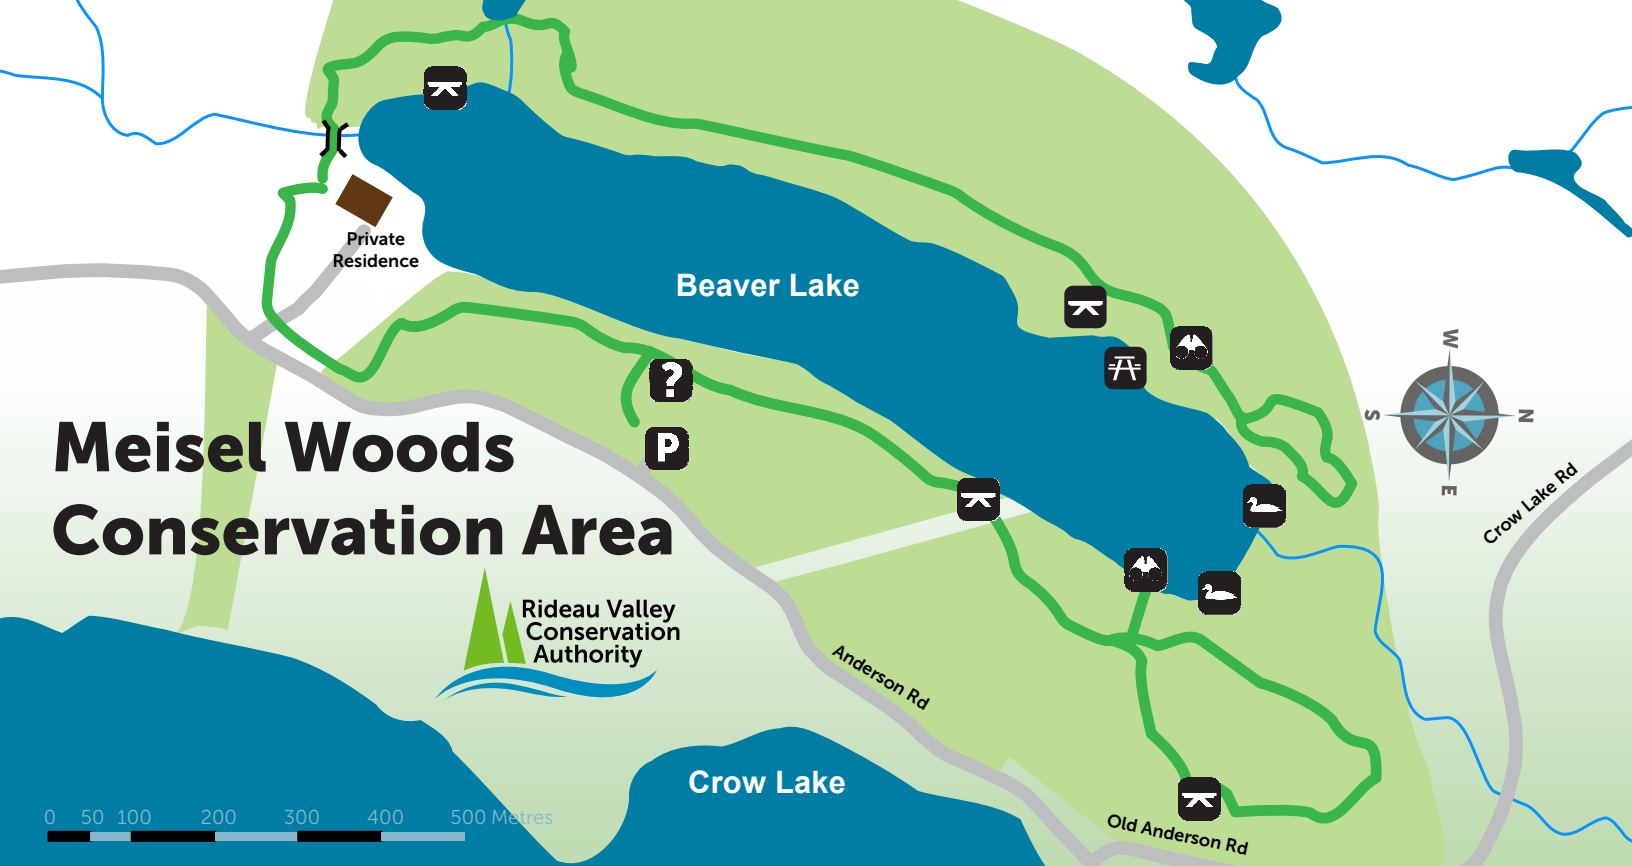 Private
Residence
Beaver Lake
?
P
W
S
N
E
Meisel Woods
Conservation Area
Crow Lake Rd
Rideau Valley
Conservation
Authority
Anderson Rd
Crow Lake
Old Anderson Rd
0 50 100 200 300 400 500 Metres